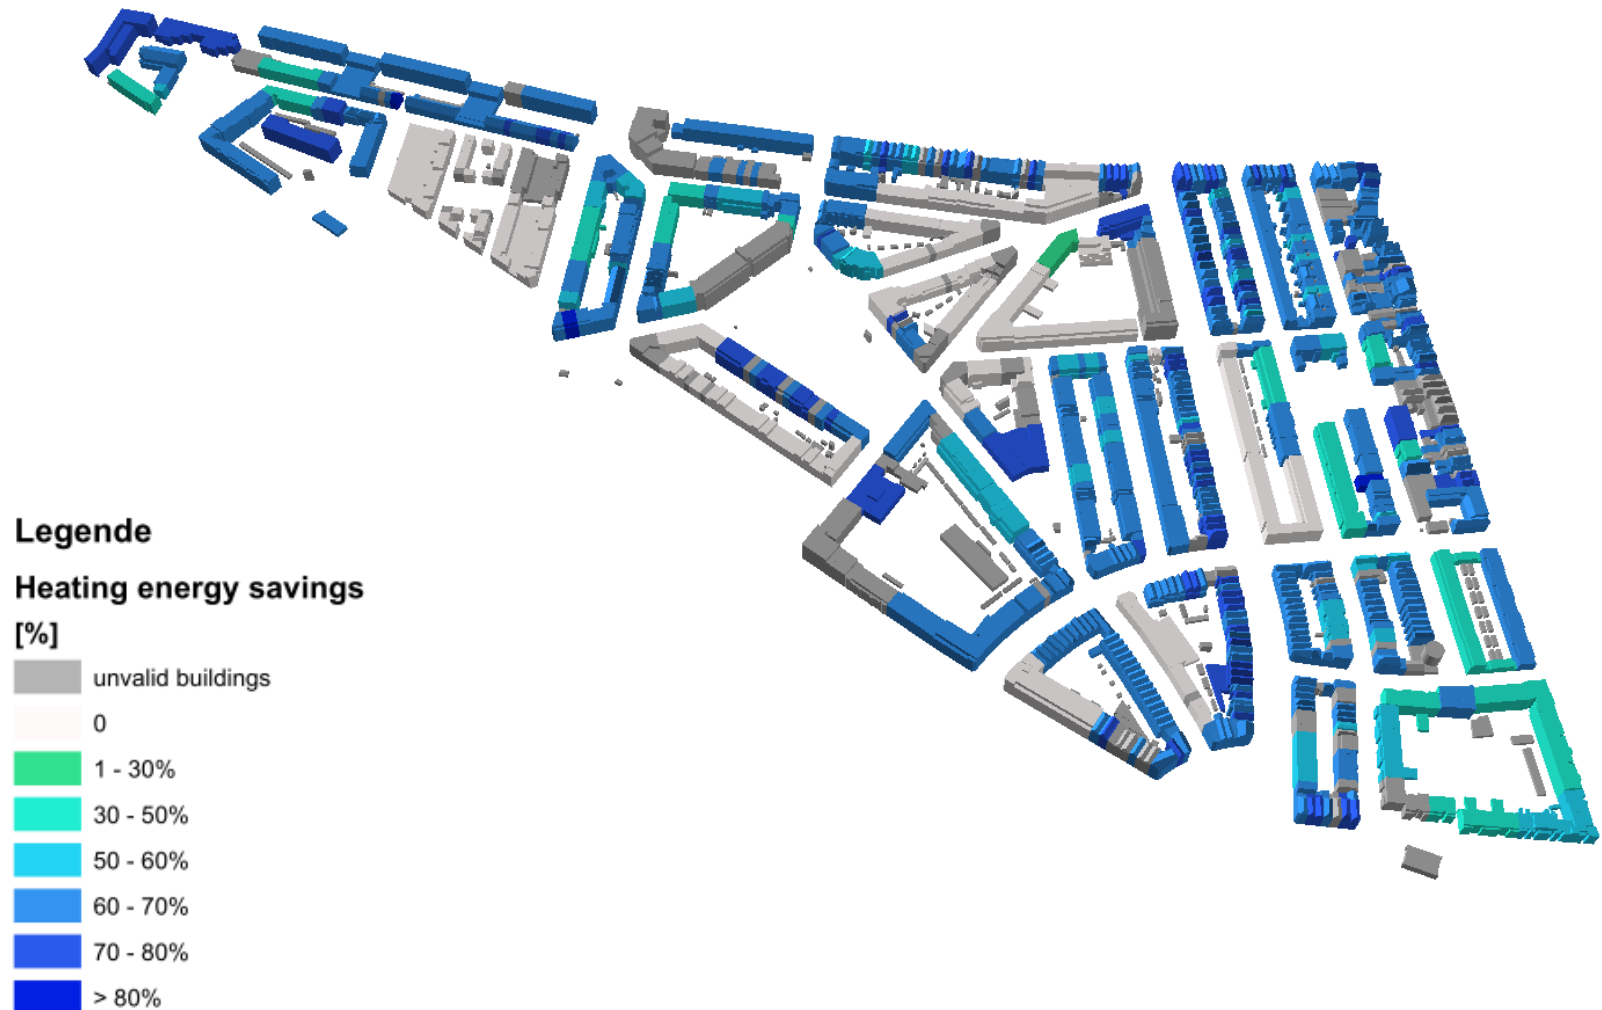 Legende
Heating energy savings
[%]
unvalid buildings
0
1 - 30%
30 - 50%
50 - 60%
60 - 70%
70 - 80%
> 80%